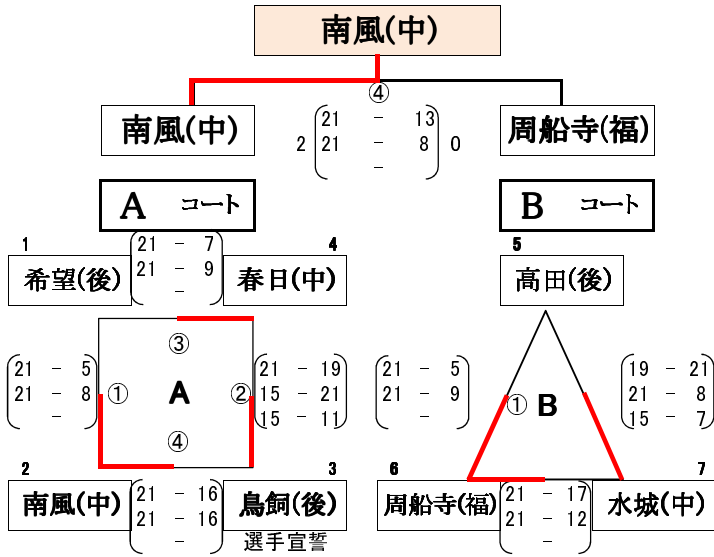 南風(中)
④
南風(中)
周船寺(福)
2
21 - 13
21 - 8
-
0
A コート
B コート
1
希望(後)
21 - 7
21 - 9
-
4
春日(中)
5
高田(後)
③
21 - 5
21 - 8
-
①
A
②
21 - 19
15 - 21
15 - 11
④
21 - 5
21 - 9
-
①
B
19 - 21
21 - 8
15 - 7
2
南風(中)
21 - 16
21 - 16
-
3
鳥飼(後)
選手宣誓
6
周船寺(福)
21 - 17
21 - 12
-
7
水城(中)